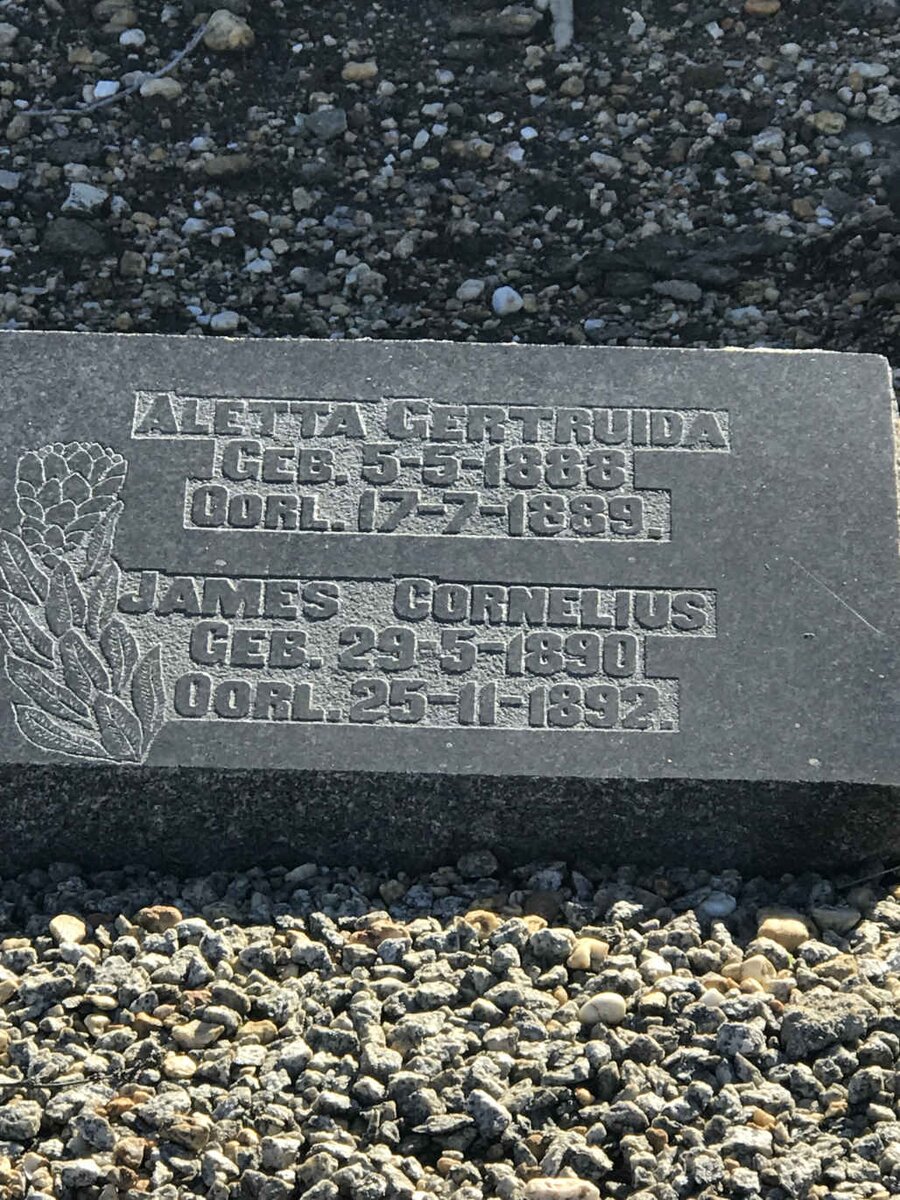 ALETTA GERTRUIDA
GEB. 5-5-1888
OORL. 17-7-1889.
JAMES CORNELIUS
GEB. 29-5-1890
OORL. 25-11-1892.